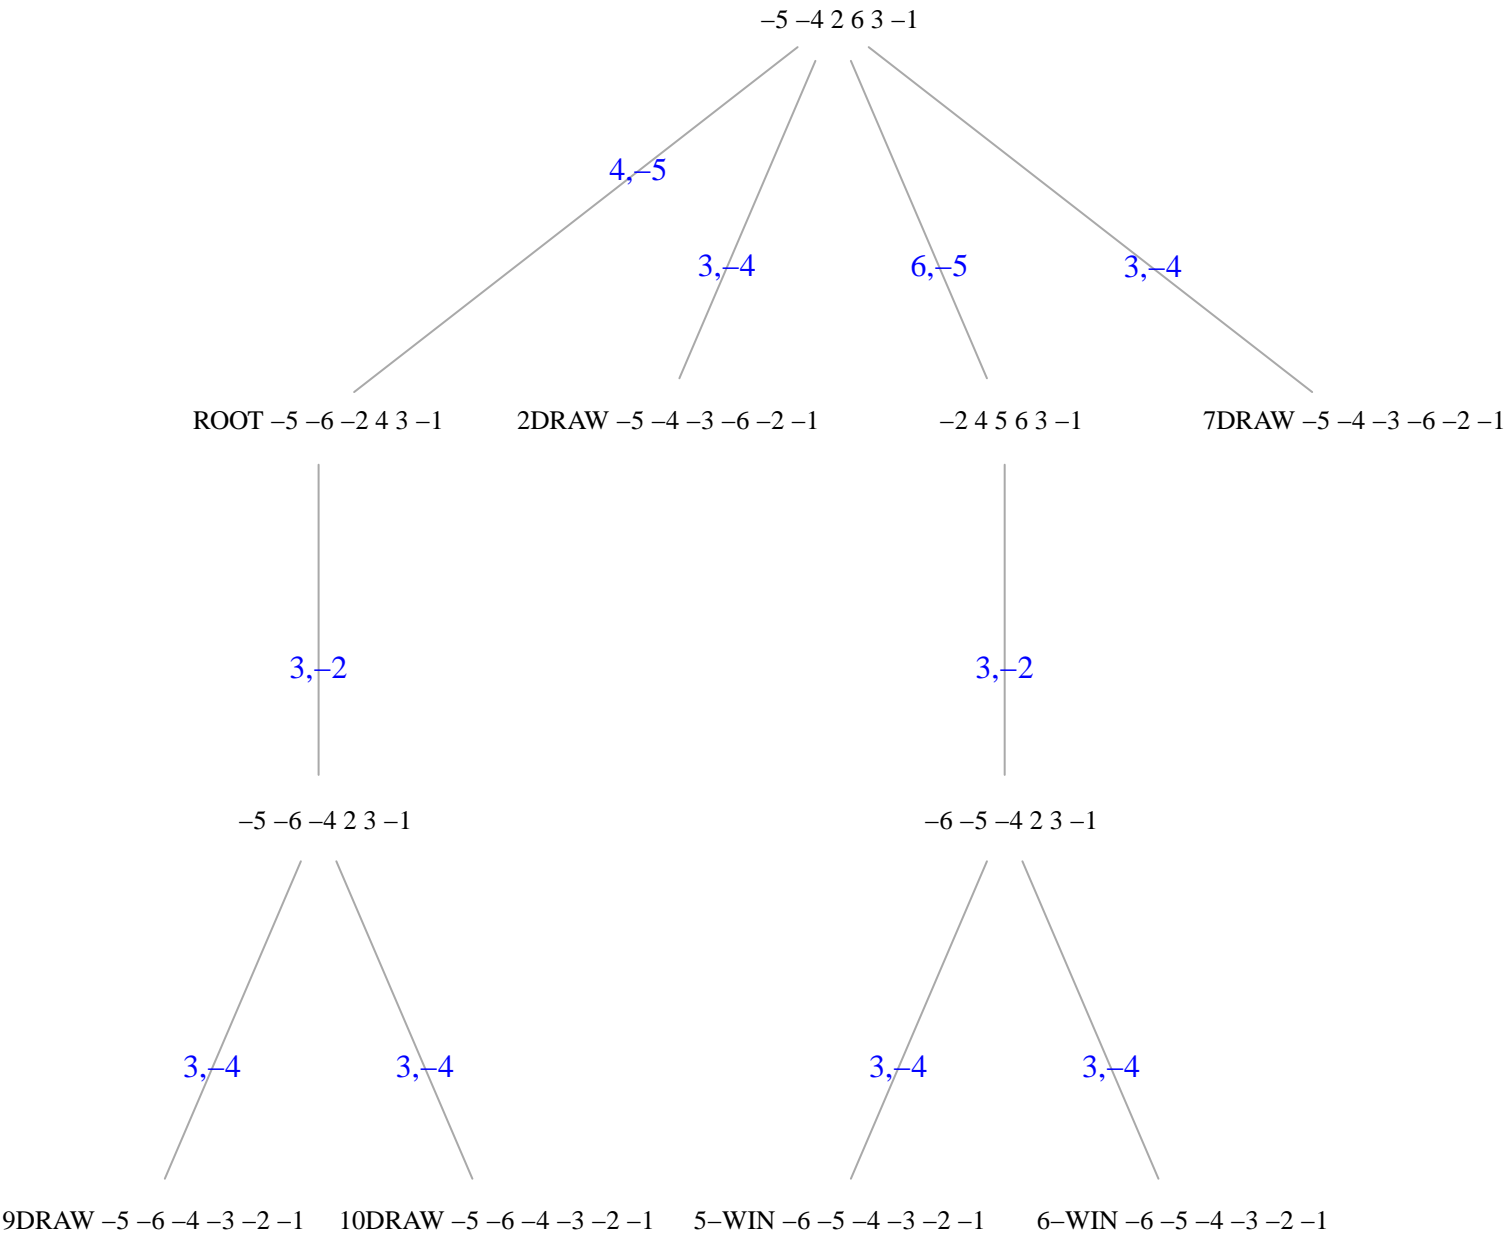 –5 –4 2 6 3 –1
4,–5
3,–4
6,–5
3,–4
ROOT –5 –6 –2 4 3 –1
2DRAW –5 –4 –3 –6 –2 –1
–2 4 5 6 3 –1
7DRAW –5 –4 –3 –6 –2 –1
3,–2
3,–2
–5 –6 –4 2 3 –1
–6 –5 –4 2 3 –1
3,–4
3,–4
3,–4
3,–4
9DRAW –5 –6 –4 –3 –2 –1
10DRAW –5 –6 –4 –3 –2 –1
5–WIN –6 –5 –4 –3 –2 –1
6–WIN –6 –5 –4 –3 –2 –1